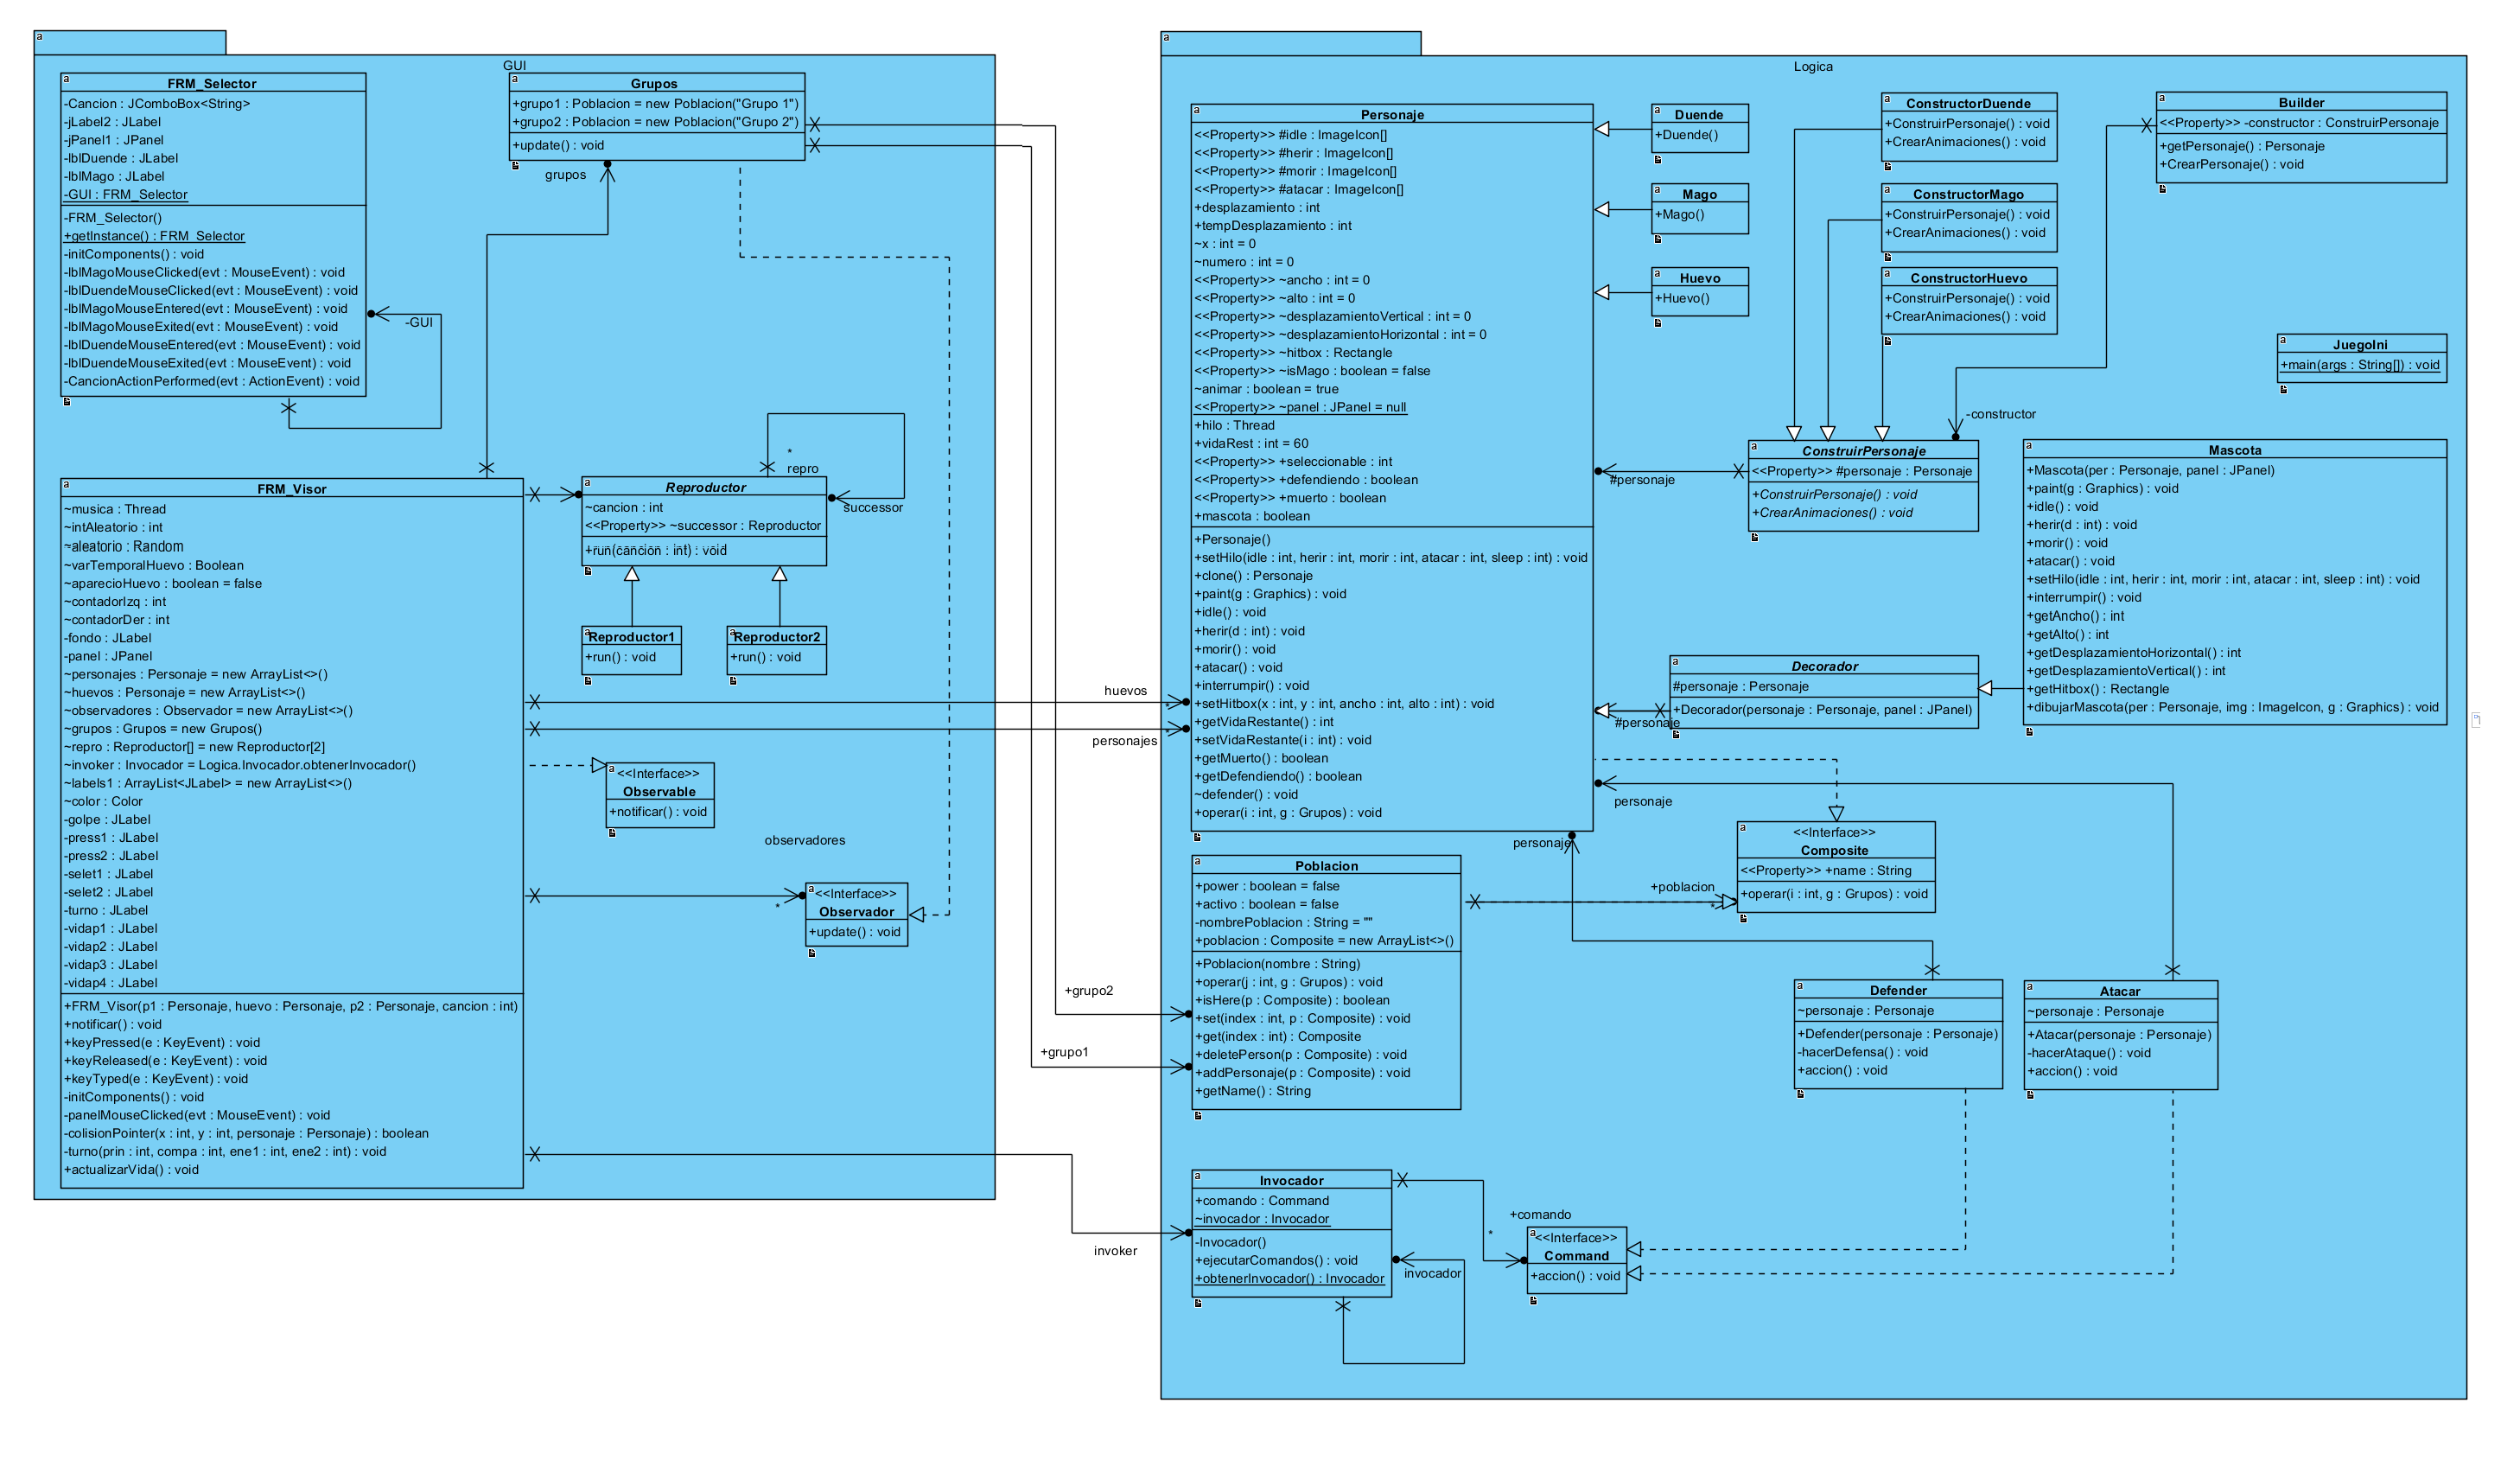 a
GUI
a
FRM_Selector
-Cancion : JComboBox<String>
-jLabel2 : JLabel
-jPanel1 : JPanel
-lblDuende : JLabel
-lblMago : JLabel
-GUI : FRM_Selector
-FRM_Selector()
+getInstance() : FRM_Selector
-initComponents() : void
-lblMagoMouseClicked(evt : MouseEvent) : void
-lblDuendeMouseClicked(evt : MouseEvent) : void
-lblMagoMouseEntered(evt : MouseEvent) : void
-lblMagoMouseExited(evt : MouseEvent) : void
-lblDuendeMouseEntered(evt : MouseEvent) : void
-lblDuendeMouseExited(evt : MouseEvent) : void
-CancionActionPerformed(evt : ActionEvent) : void
-GUI
a
Grupos
+grupo1 : Poblacion = new Poblacion("Grupo 1")
+grupo2 : Poblacion = new Poblacion("Grupo 2")
+update() : void
grupos
a
FRM_Visor
~musica : Thread
~intAleatorio : int
~aleatorio : Random
~varTemporalHuevo : Boolean
~aparecioHuevo : boolean = false
~contadorIzq : int
~contadorDer : int
-fondo : JLabel
-panel : JPanel
~personajes : Personaje = new ArrayList<>()
~huevos : Personaje = new ArrayList<>()
~observadores : Observador = new ArrayList<>()
~grupos : Grupos = new Grupos()
~repro : Reproductor[] = new Reproductor[2]
~invoker : Invocador = Logica.Invocador.obtenerInvocador()
~labels1 : ArrayList<JLabel> = new ArrayList<>()
~color : Color
-golpe : JLabel
-press1 : JLabel
-press2 : JLabel
-selet1 : JLabel
-selet2 : JLabel
-turno : JLabel
-vidap1 : JLabel
-vidap2 : JLabel
-vidap3 : JLabel
-vidap4 : JLabel
+FRM_Visor(p1 : Personaje, huevo : Personaje, p2 : Personaje, cancion : int)
+notificar() : void
+keyPressed(e : KeyEvent) : void
+keyReleased(e : KeyEvent) : void
+keyTyped(e : KeyEvent) : void
-initComponents() : void
-panelMouseClicked(evt : MouseEvent) : void
-colisionPointer(x : int, y : int, personaje : Personaje) : boolean
-turno(prin : int, compa : int, ene1 : int, ene2 : int) : void
+actualizarVida() : void
*
repro
a
Reproductor
~cancion : int
<<Property>> ~successor : Reproductor
+run(cancion : int) : void
successor
a
Reproductor1
+run() : void
a
Reproductor2
+run() : void
a
<<Interface>>
Observable
+notificar() : void
observadores
*
a
<<Interface>>
Observador
+update() : void
huevos
*
personajes
*
+grupo2
+grupo1
invoker
a
Logica
a
Personaje
<<Property>> #idle : ImageIcon[]
<<Property>> #herir : ImageIcon[]
<<Property>> #morir : ImageIcon[]
<<Property>> #atacar : ImageIcon[]
+desplazamiento : int
+tempDesplazamiento : int
~x : int = 0
~numero : int = 0
<<Property>> ~ancho : int = 0
<<Property>> ~alto : int = 0
<<Property>> ~desplazamientoVertical : int = 0
<<Property>> ~desplazamientoHorizontal : int = 0
<<Property>> ~hitbox : Rectangle
<<Property>> ~isMago : boolean = false
~animar : boolean = true
<<Property>> ~panel : JPanel = null
+hilo : Thread
+vidaRest : int = 60
<<Property>> +seleccionable : int
<<Property>> +defendiendo : boolean
<<Property>> +muerto : boolean
+mascota : boolean
+Personaje()
+setHilo(idle : int, herir : int, morir : int, atacar : int, sleep : int) : void
+clone() : Personaje
+paint(g : Graphics) : void
+idle() : void
+herir(d : int) : void
+morir() : void
+atacar() : void
+interrumpir() : void
+setHitbox(x : int, y : int, ancho : int, alto : int) : void
+getVidaRestante() : int
+setVidaRestante(i : int) : void
+getMuerto() : boolean
+getDefendiendo() : boolean
~defender() : void
+operar(i : int, g : Grupos) : void
a
Duende
+Duende()
a
Mago
+Mago()
a
Huevo
+Huevo()
a
ConstructorDuende
+ConstruirPersonaje() : void
+CrearAnimaciones() : void
a
ConstructorMago
+ConstruirPersonaje() : void
+CrearAnimaciones() : void
a
ConstructorHuevo
+ConstruirPersonaje() : void
+CrearAnimaciones() : void
a
Builder
<<Property>> -constructor : ConstruirPersonaje
+getPersonaje() : Personaje
+CrearPersonaje() : void
a
JuegoIni
+main(args : String[]) : void
-constructor
a
ConstruirPersonaje
<<Property>> #personaje : Personaje
+ConstruirPersonaje() : void
+CrearAnimaciones() : void
#personaje
a
Mascota
+Mascota(per : Personaje, panel : JPanel)
+paint(g : Graphics) : void
+idle() : void
+herir(d : int) : void
+morir() : void
+atacar() : void
+setHilo(idle : int, herir : int, morir : int, atacar : int, sleep : int) : void
+interrumpir() : void
+getAncho() : int
+getAlto() : int
+getDesplazamientoHorizontal() : int
+getDesplazamientoVertical() : int
+getHitbox() : Rectangle
+dibujarMascota(per : Personaje, img : ImageIcon, g : Graphics) : void
a
Decorador
#personaje : Personaje
+Decorador(personaje : Personaje, panel : JPanel)
#personaje
personaje
personaje
a
<<Interface>>
Composite
<<Property>> +name : String
+operar(i : int, g : Grupos) : void
+poblacion
*
a
Poblacion
+power : boolean = false
+activo : boolean = false
-nombrePoblacion : String = ""
+poblacion : Composite = new ArrayList<>()
+Poblacion(nombre : String)
+operar(j : int, g : Grupos) : void
+isHere(p : Composite) : boolean
+set(index : int, p : Composite) : void
+get(index : int) : Composite
+deletePerson(p : Composite) : void
+addPersonaje(p : Composite) : void
+getName() : String
a
Defender
~personaje : Personaje
+Defender(personaje : Personaje)
-hacerDefensa() : void
+accion() : void
a
Atacar
~personaje : Personaje
+Atacar(personaje : Personaje)
-hacerAtaque() : void
+accion() : void
a
Invocador
+comando : Command
~invocador : Invocador
-Invocador()
+ejecutarComandos() : void
+obtenerInvocador() : Invocador
invocador
+comando
*
a
<<Interface>>
Command
+accion() : void